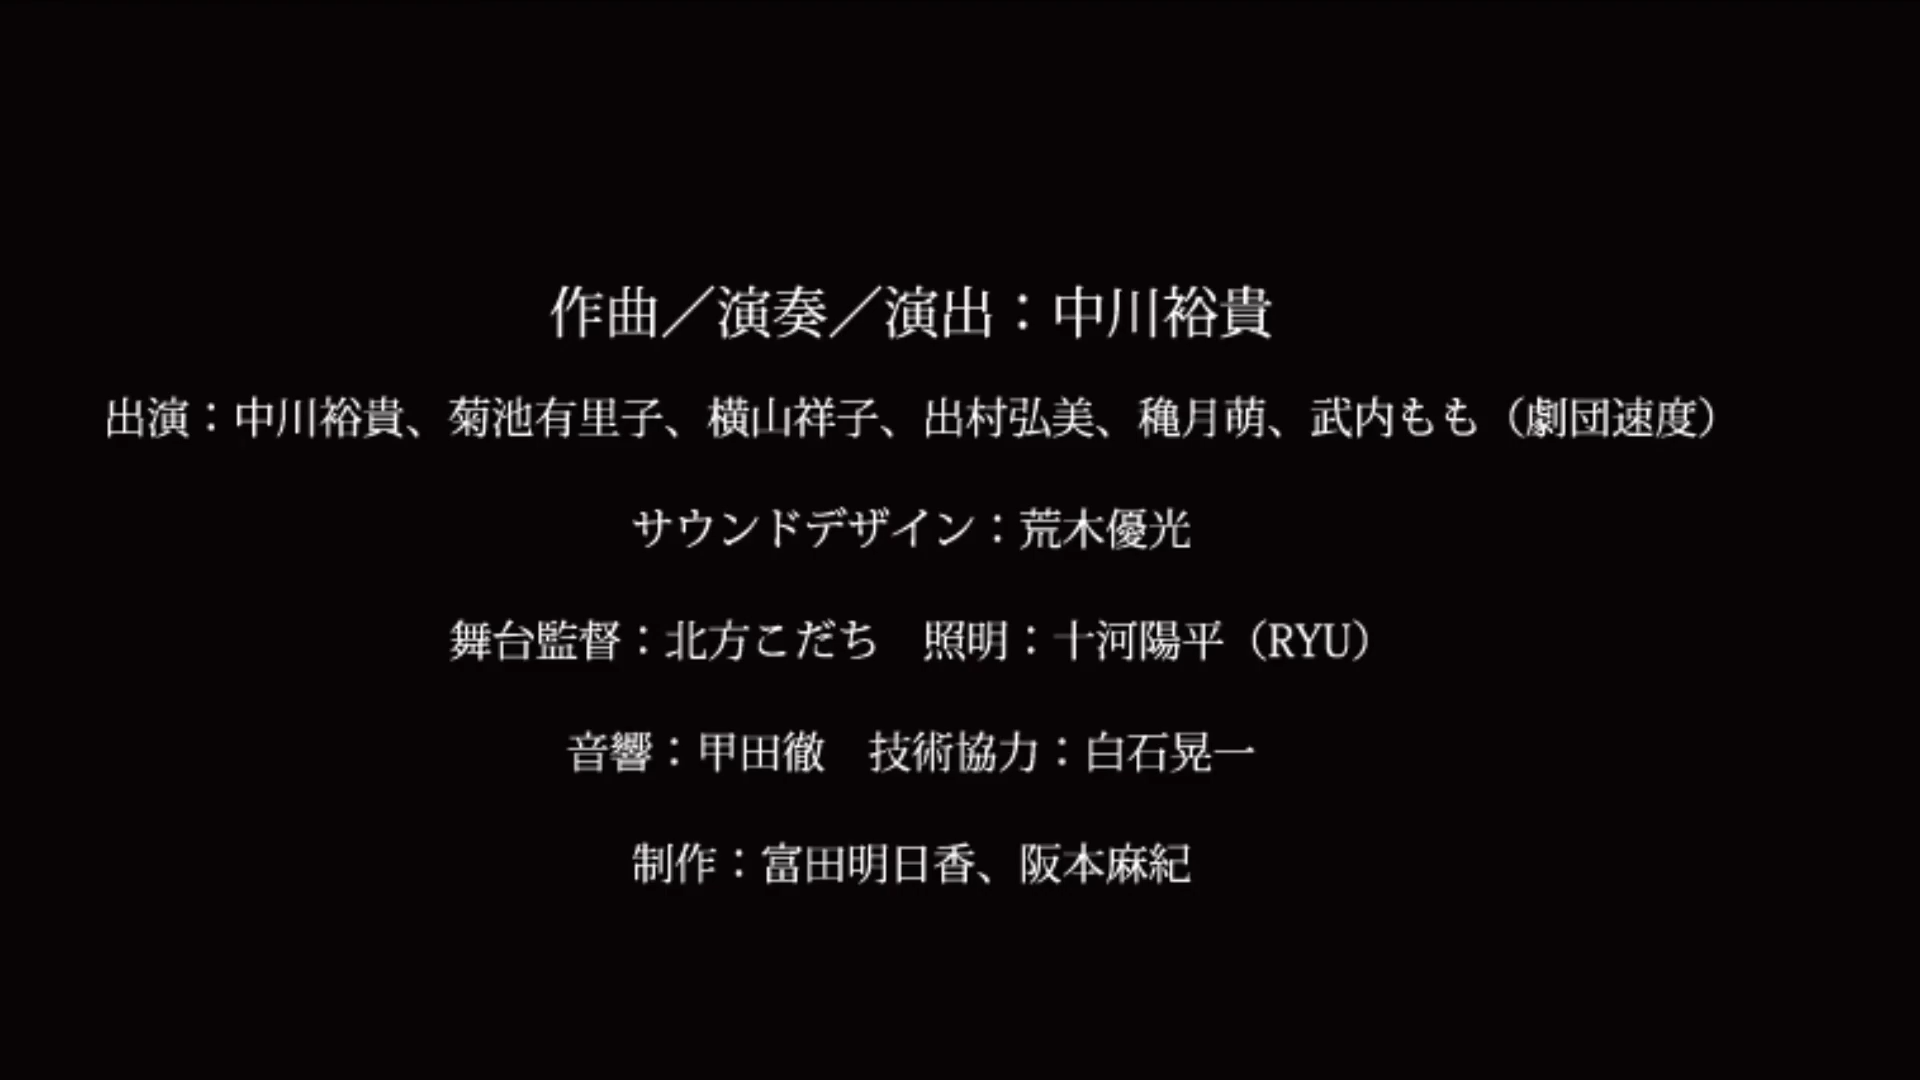 作曲／演奏／演出：中川裕貴
出演：中川裕貴、菊池有里子、横山祥子、出村弘美、穐月萌、武内もも（劇団速度）
サウンドデザイン：荒木優光
舞台監督：北方こだち　照明：十河陽平（RYU）
音響：甲田徹　技術協力：白石晃一
制作：富田明日香、阪本麻紀